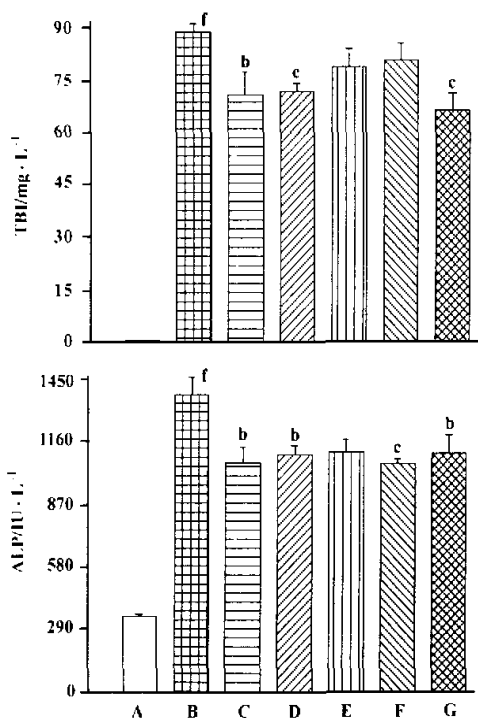 90
75
60
45
30
15
0
TBI/mg · L⁻¹
f
b
c
c
1450
1160
870
580
290
0
ALP/IU · L⁻¹
f
b
b
c
b
A B C D E F G